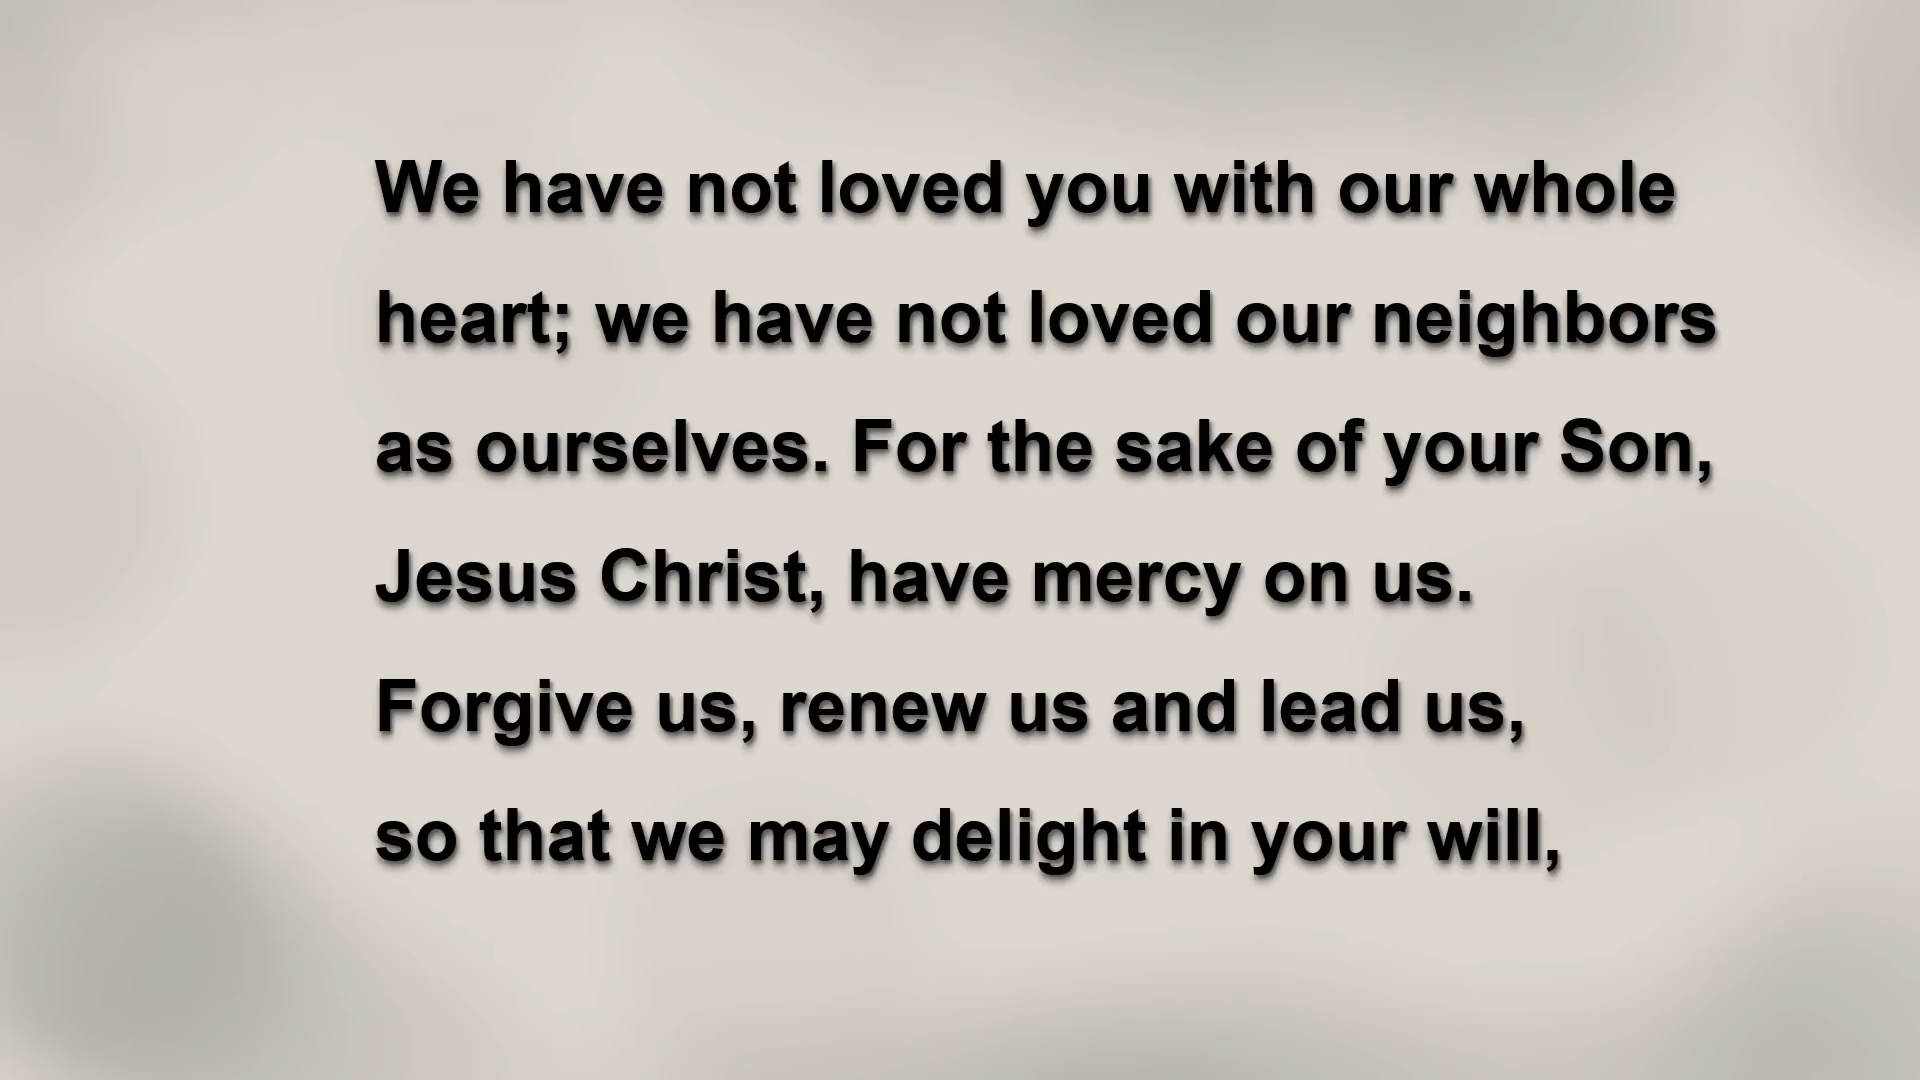 We have not loved you with our whole
heart; we have not loved our neighbors
as ourselves. For the sake of your Son,
Jesus Christ, have mercy on us.
Forgive us, renew us and lead us,
so that we may delight in your will,